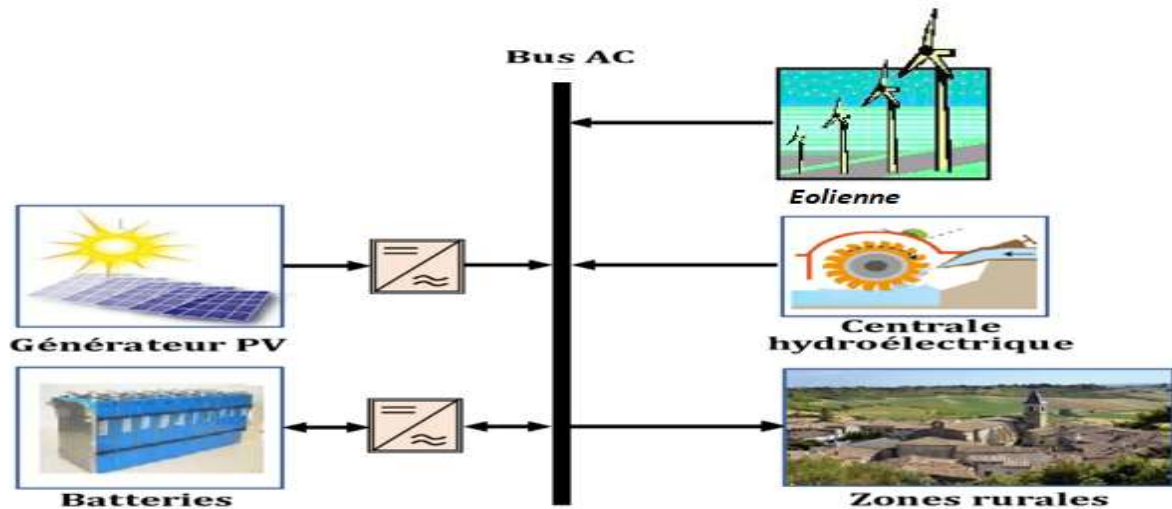 Bus AC
Eolienne
Générateur PV
Centrale
hydroélectrique
Batteries
Zones rurales